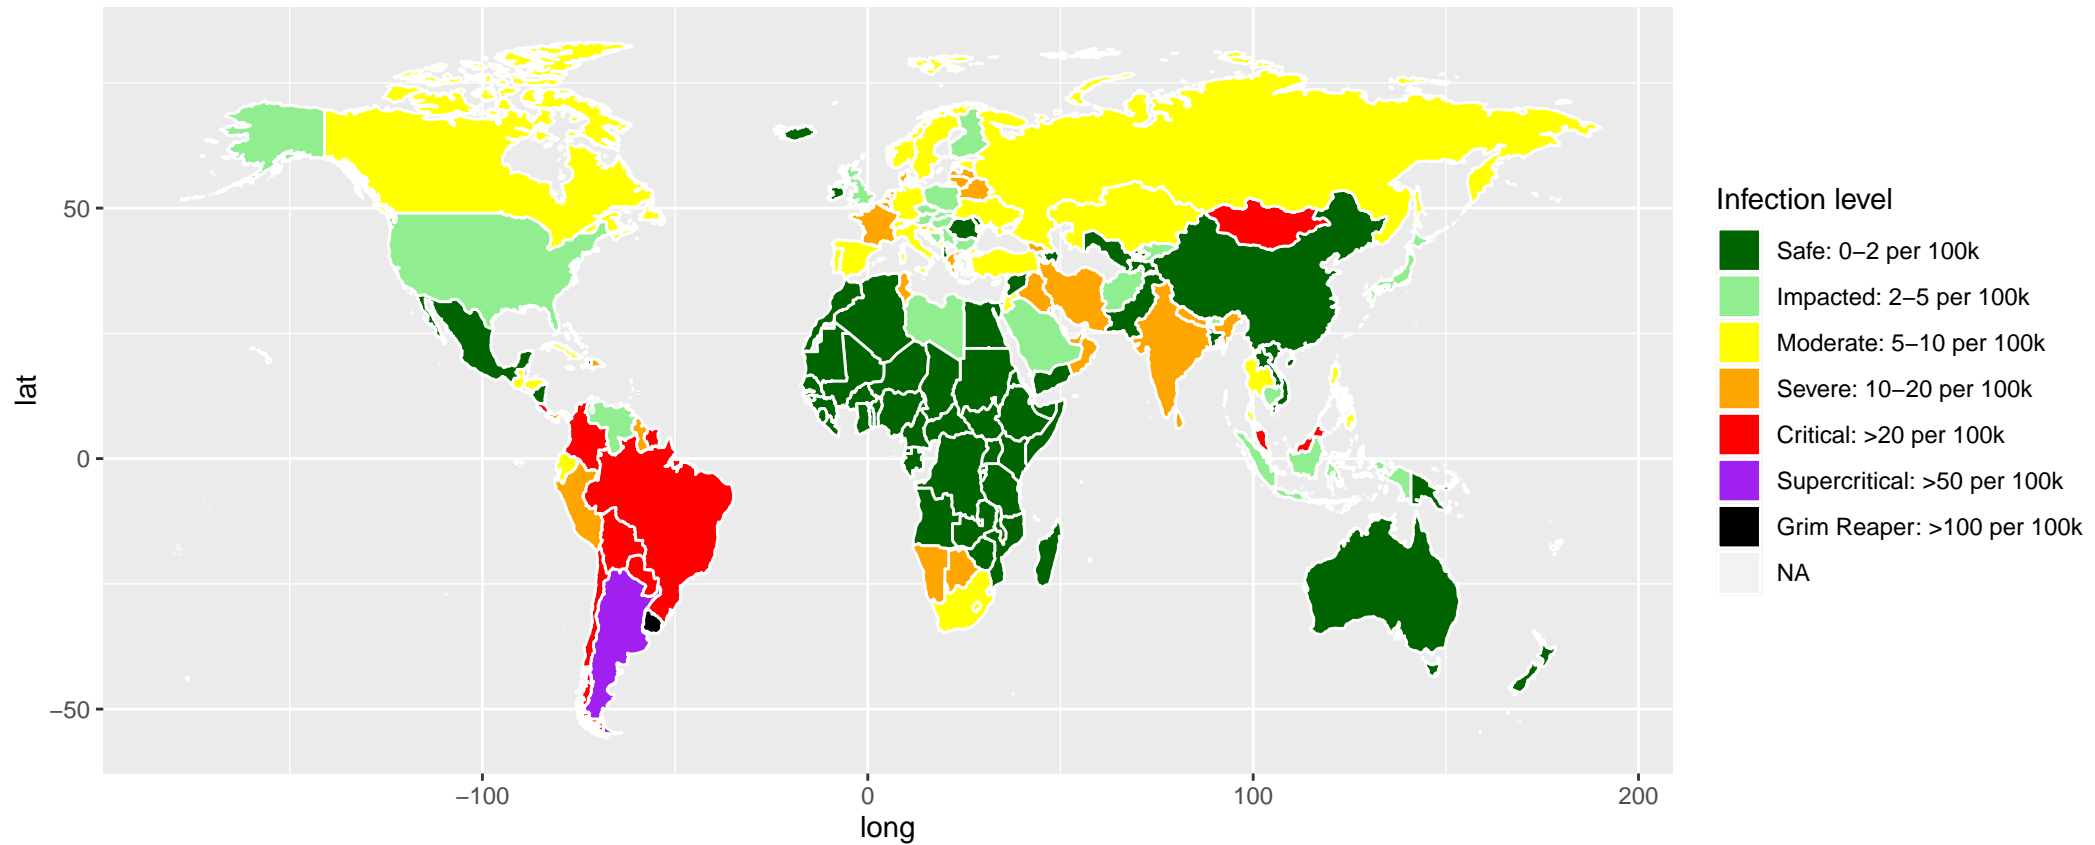 50
0
−50
lat
−100
0
100
200
long
Infection level
Safe: 0−2 per 100k
Impacted: 2−5 per 100k
Moderate: 5−10 per 100k
Severe: 10−20 per 100k
Critical: >20 per 100k
Supercritical: >50 per 100k
Grim Reaper: >100 per 100k
NA